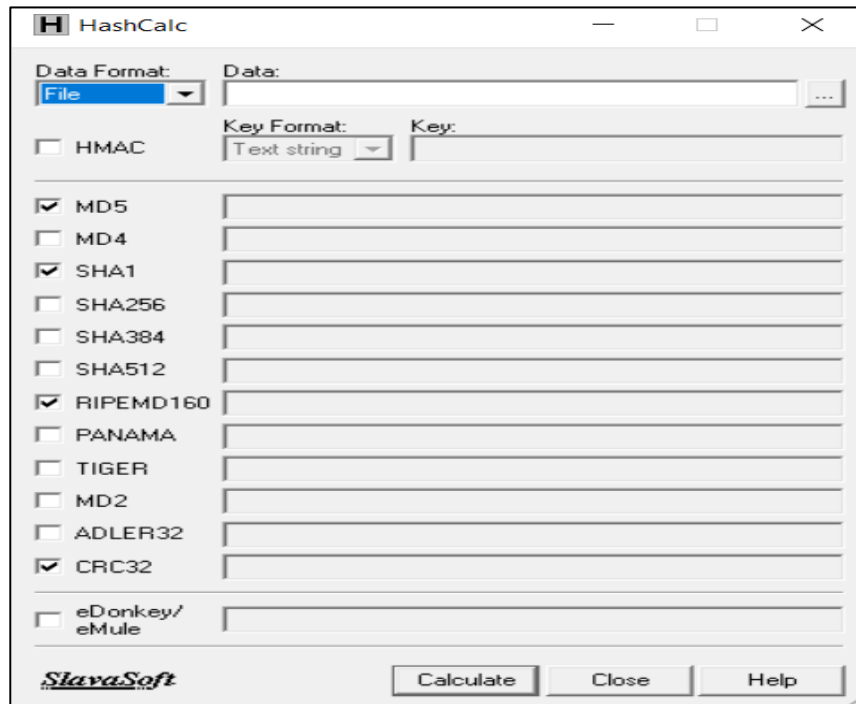 H HashCalc
Data Format: Data:
File ...
Key Format: Key:
HMAC Text string
MD5
MD4
SHA1
SHA256
SHA384
SHA512
RIPEMD160
PANAMA
TIGER
MD2
ADLER32
CRC32
eDonkey/
eMule
SlavaSoft Calculate Close Help